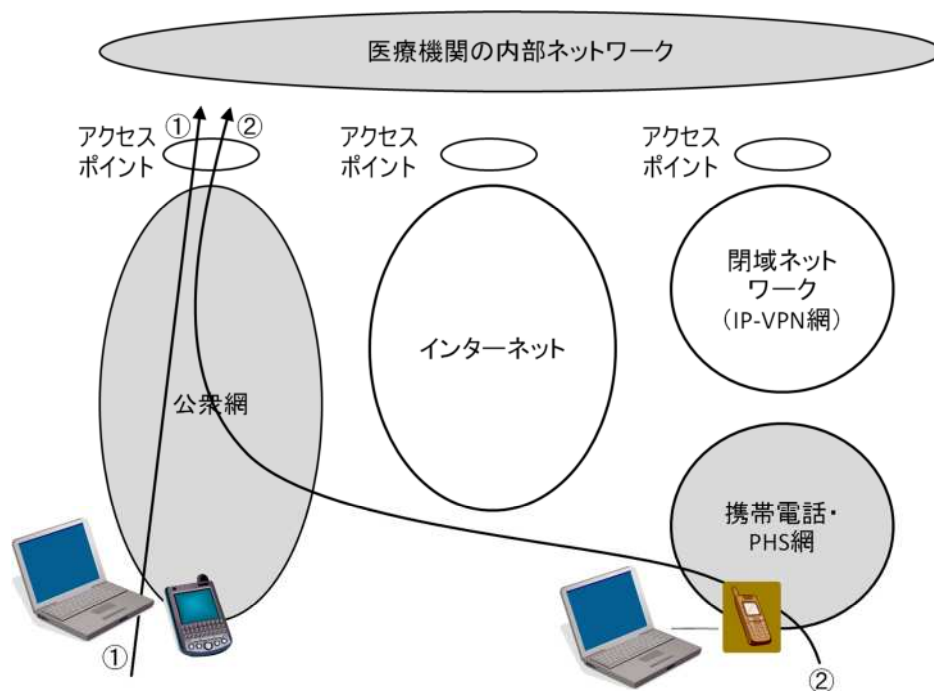 医療機関の内部ネットワーク
①
②
アクセス
ポイント
アクセス
ポイント
アクセス
ポイント
閉域ネット
ワーク
（IP-VPN網）
インターネット
公衆網
携帯電話・
PHS網
①
②